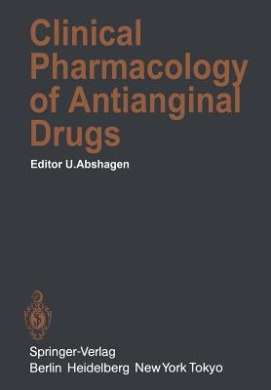 Clinical
Pharmacology
of Antianginal
Drugs
Editor U.Abshagen
Springer-Verlag
Berlin Heidelberg New York Tokyo